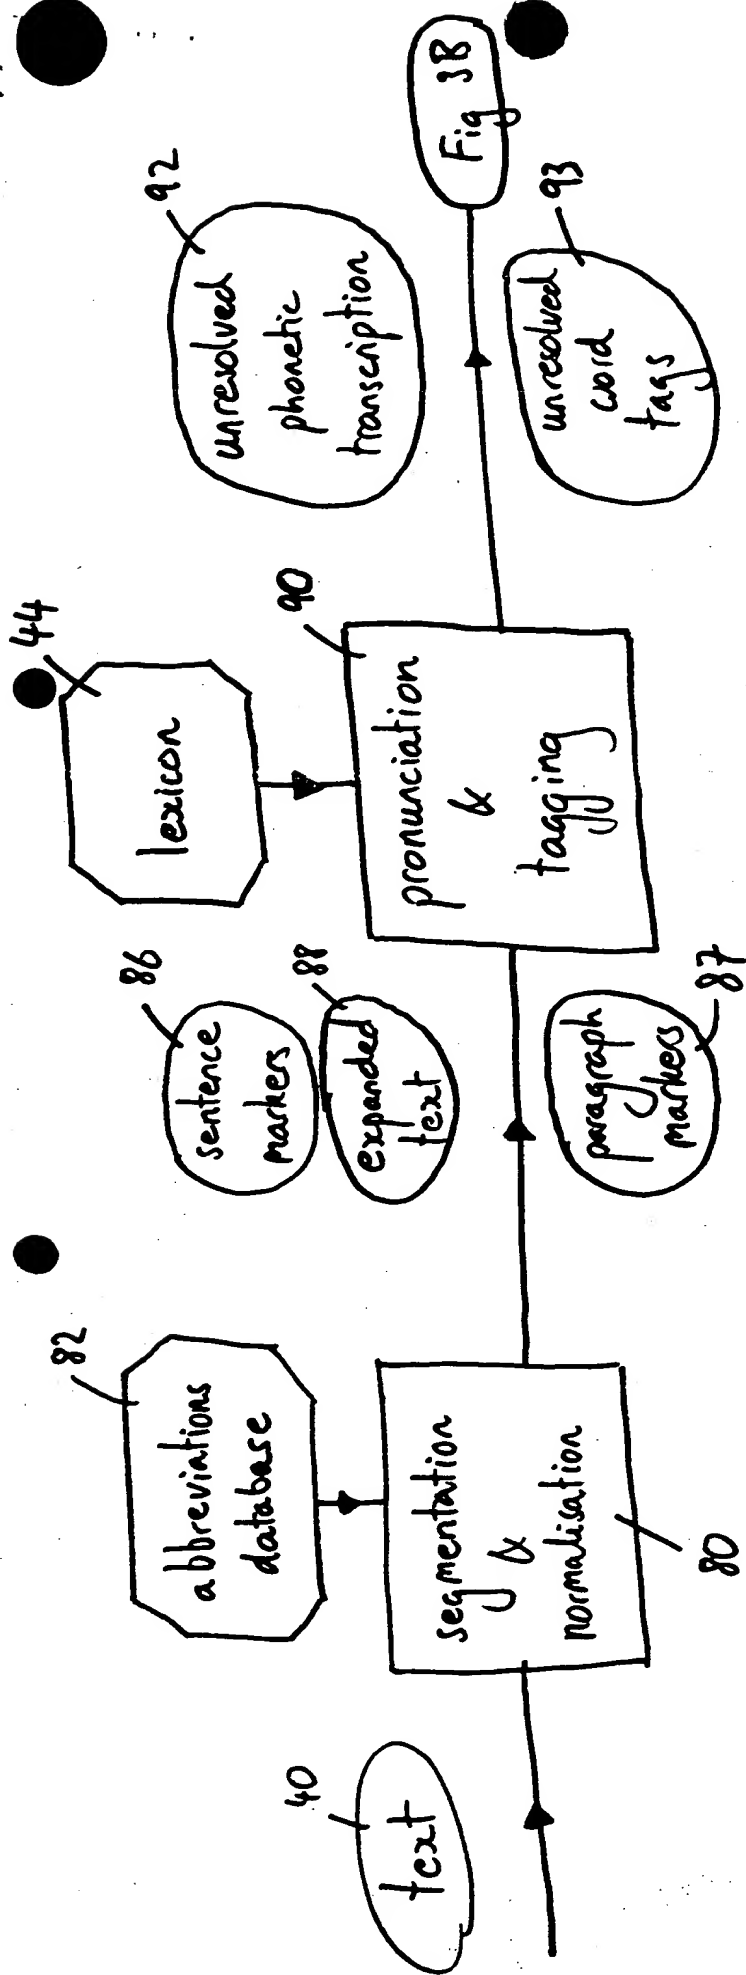 40
text
82
abbreviations
database
segmentation
&
normalisation
80
86
sentence
markers
88
expanded
text
paragraph
markers
87
44
lexicon
90
pronunciation
&
tagging
92
unresolved
phonetic
transcription
unresolved
word
tags
93
Fig 3B